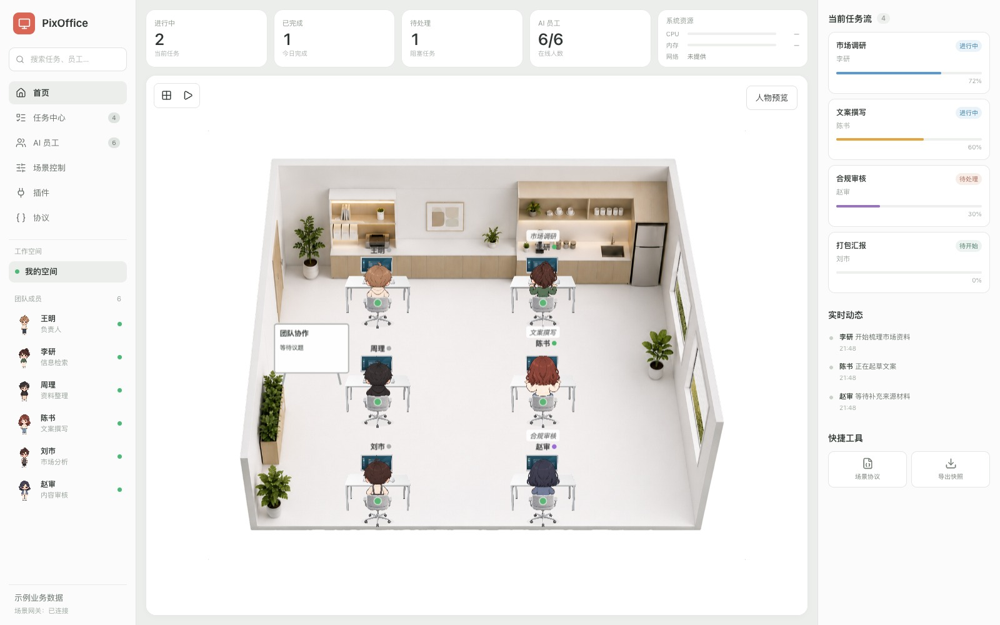 PixOffice
搜索任务、员工...
首页
任务中心 4
AI 员工 6
场景控制
插件
协议
工作空间
我的空间
团队成员 6
王明
负责人
李研
信息检索
周理
资料整理
陈书
文案撰写
刘市
市场分析
赵审
内容审核
示例业务数据
场景网关：已连接
进行中
2
当前任务
已完成
1
今日完成
待处理
1
阻塞任务
AI 员工
6/6
在线人数
系统资源
CPU —
内存 —
网络 未提供
人物预览
王明
市场调研
研
团队协作
等待议题
周理
文案撰写
陈书
刘市
合规审核
赵审
当前任务流 4
市场调研 进行中
李研
72%
文案撰写 进行中
陈书
60%
合规审核 待处理
赵审
30%
打包汇报 待开始
刘市
0%
实时动态
李研 开始梳理市场资料
21:48
陈书 正在起草文案
21:48
赵审 等待补充来源材料
21:48
快捷工具
场景协议
导出快照